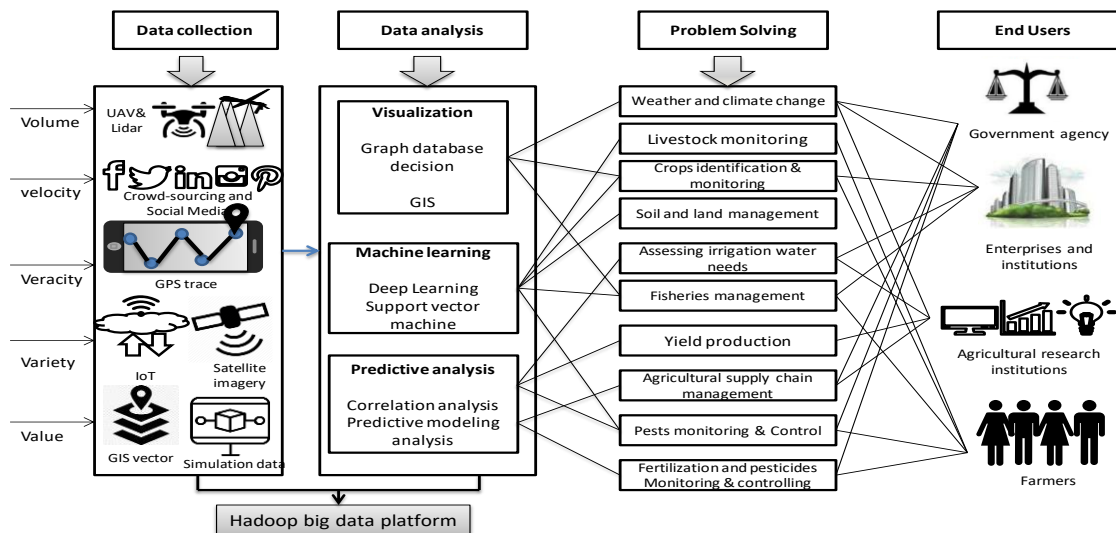 Data collection
Data analysis
Problem Solving
End Users
Volume
velocity
Veracity
Variety
Value
UAV&
Lidar
Crowd-sourcing and
Social Media
GPS trace
IoT
Satellite
imagery
GIS vector
Simulation data
Visualization
Graph database
decision
GIS
Machine learning
Deep Learning
Support vector
machine
Predictive analysis
Correlation analysis
Predictive modeling
analysis
Weather and climate change
Livestock monitoring
Crops identification &
monitoring
Soil and land management
Assessing irrigation water
needs
Fisheries management
Yield production
Agricultural supply chain
management
Pests monitoring & Control
Fertilization and pesticides
Monitoring & controlling
Government agency
Enterprises and
institutions
Agricultural research
institutions
Farmers
Hadoop big data platform